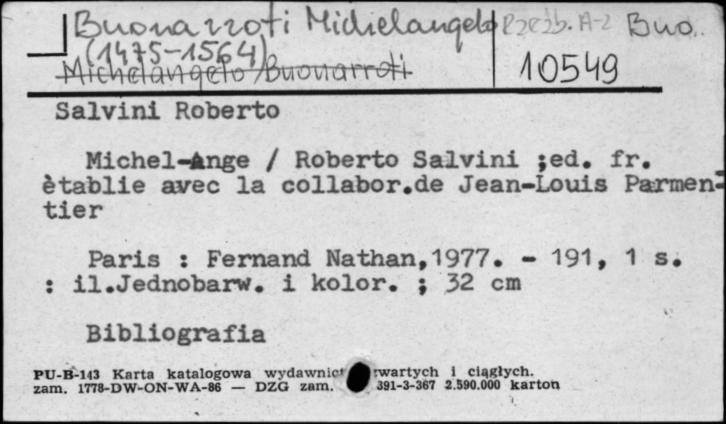 Buonarroti Michelangelo Rzeźb. A-Z Buo.
(1475-1564)
Michelangelo Buonarroti 10549
Salvini Roberto
Michel-Ange / Roberto Salvini ;ed. fr.
ètablie avec la collabor.de Jean-Louis Parmen-
tier
Paris : Fernand Nathan,1977. - 191, 1 s.
: il.Jednobarw. i kolor. ; 32 cm
Bibliografia
PU-B-143 Karta katalogowa wydawnict zwartych i ciągłych.
zam. 1778-DW-ON-WA-86 — DZG zam. 391-3-367 2.590.000 karton